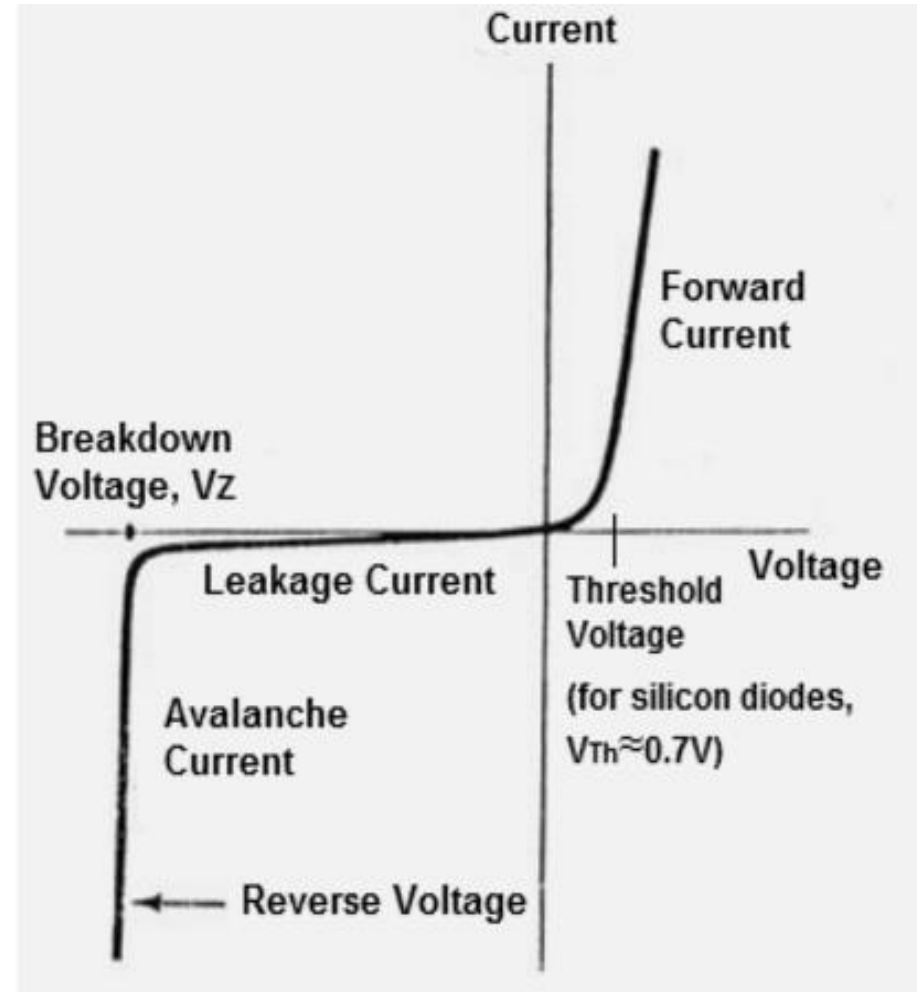 Current
Forward
Current
Breakdown
Voltage, Vz
Leakage Current
Voltage
Threshold
Voltage
(for silicon diodes,
VTh≈0.7V)
Avalanche
Current
Reverse Voltage